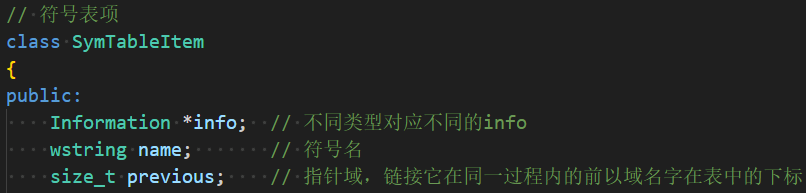 // 符号表项
class SymTableItem
{
public:
    Information *info;  // 不同类型对应不同的info
    wstring name;       // 符号名
    size_t previous;    // 指针域，链接它在同一过程内的前以域名字在表中的下标